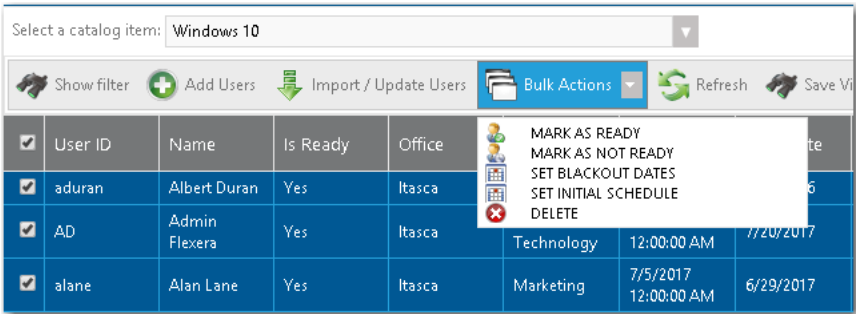 Select a catalog item: Windows 10
Show filter Add Users Import / Update Users Bulk Actions Refresh Save Vi
User ID Name Is Ready Office te
MARK AS READY
MARK AS NOT READY
SET BLACKOUT DATES
SET INITIAL SCHEDULE
DELETE
aduran Albert Duran Yes Itasca 6
AD Admin Flexera Yes Itasca Technology 12:00:00 AM 7/20/2017
alane Alan Lane Yes Itasca Marketing 7/5/2017 12:00:00 AM 6/29/2017